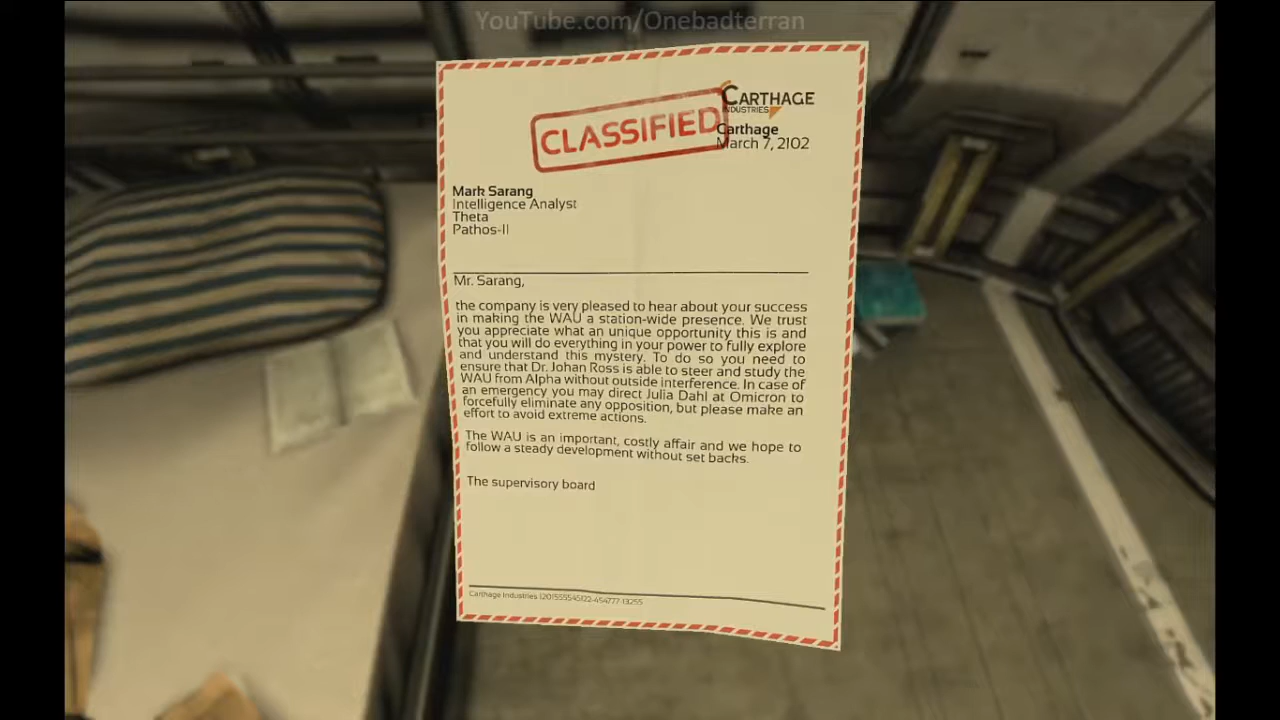 YouTube.com/Onebadterran
CARTHAGE
INDUSTRIES
CLASSIFIED
Carthage
March 7, 2102
Mark Sarang
Intelligence Analyst
Theta
Pathos-II
Mr. Sarang,
the company is very pleased to hear about your success
in making the WAU a station-wide presence. We trust
you appreciate what an unique opportunity this is and
that you will do everything in your power to fully explore
and understand this mystery. To do so you need to
ensure that Dr. Johan Ross is able to steer and study the
WAU from Alpha without outside interference. In case of
an emergency you may direct Julia Dahl at Omicron to
forcefully eliminate any opposition, but please make an
effort to avoid extreme actions.
The WAU is an important, costly affair and we hope to
follow a steady development without set backs.
The supervisory board
Carthage Industries